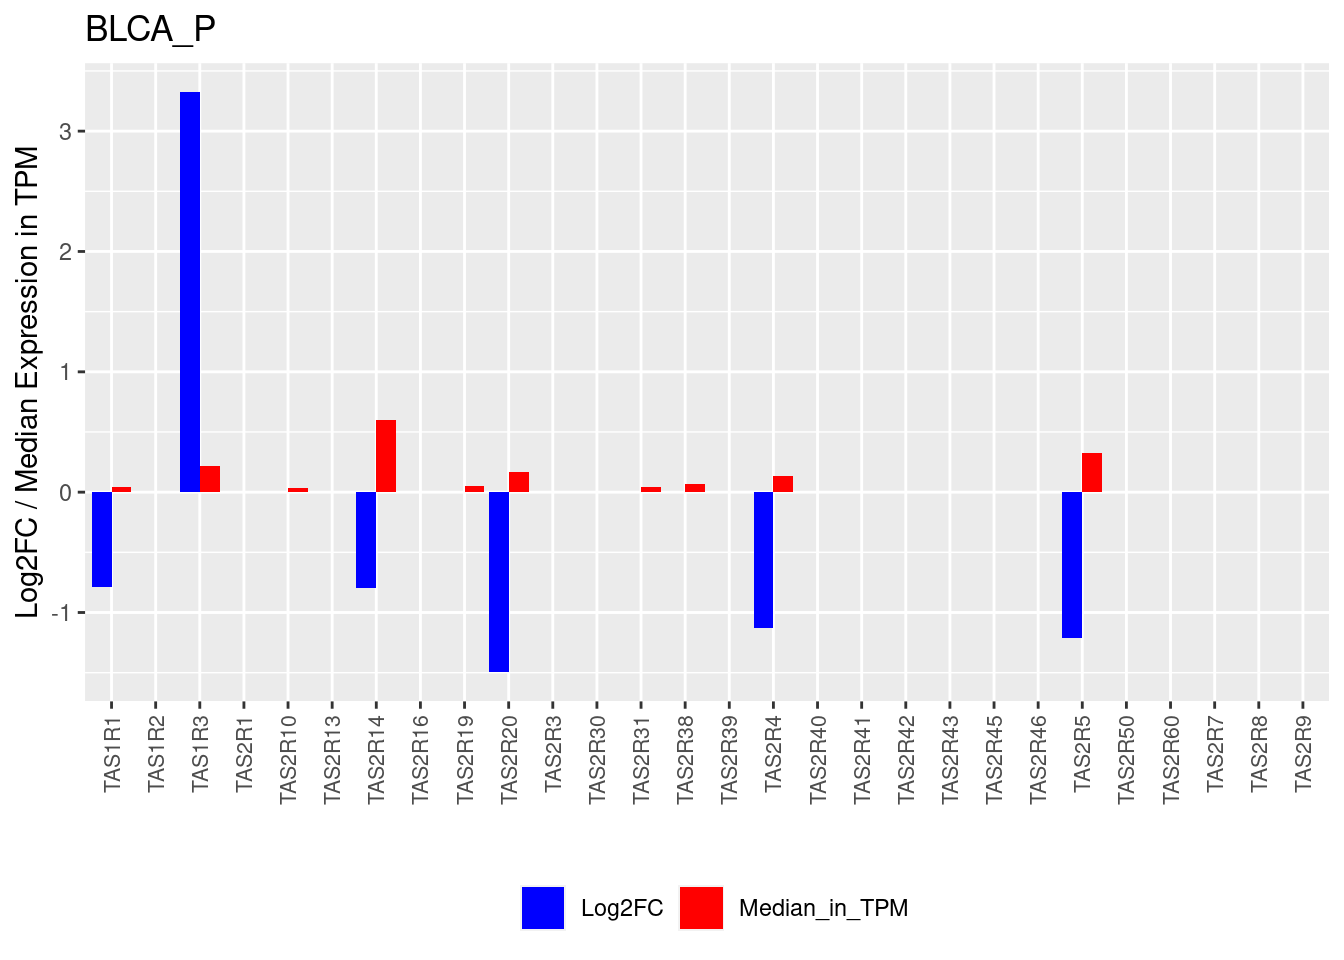 BLCA_P
Log2FC / Median Expression in TPM
3
2
1
0
-1
TAS1R1
TAS1R2
TAS1R3
TAS2R1
TAS2R10
TAS2R13
TAS2R14
TAS2R16
TAS2R19
TAS2R20
TAS2R3
TAS2R30
TAS2R31
TAS2R38
TAS2R39
TAS2R4
TAS2R40
TAS2R41
TAS2R42
TAS2R43
TAS2R45
TAS2R46
TAS2R5
TAS2R50
TAS2R60
TAS2R7
TAS2R8
TAS2R9
Log2FC
Median_in_TPM